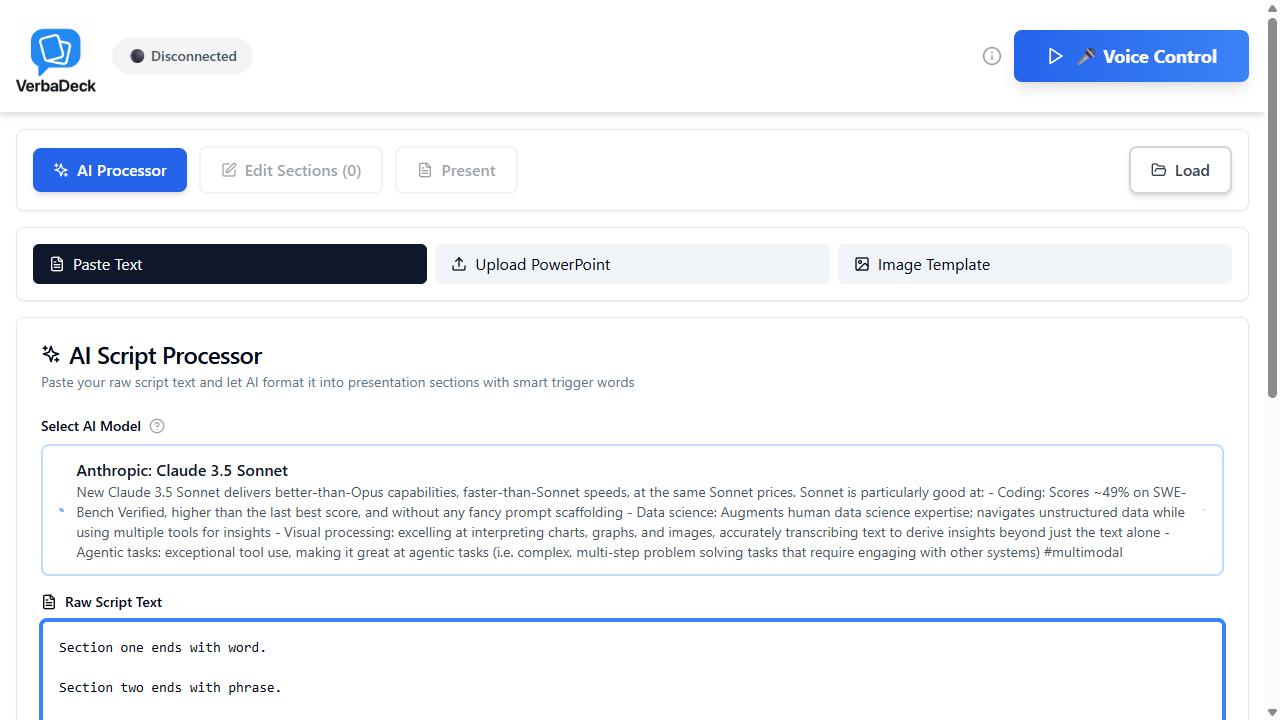 VerbaDeck
Disconnected
Voice Control
AI Processor
Edit Sections (0)
Present
Load
Paste Text
Upload PowerPoint
Image Template
AI Script Processor
Paste your raw script text and let AI format it into presentation sections with smart trigger words
Select AI Model
Anthropic: Claude 3.5 Sonnet
New Claude 3.5 Sonnet delivers better-than-Opus capabilities, faster-than-Sonnet speeds, at the same Sonnet prices. Sonnet is particularly good at: - Coding: Scores ~49% on SWE-
Bench Verified, higher than the last best score, and without any fancy prompt scaffolding - Data science: Augments human data science expertise; navigates unstructured data while
using multiple tools for insights - Visual processing: excelling at interpreting charts, graphs, and images, accurately transcribing text to derive insights beyond just the text alone -
Agentic tasks: exceptional tool use, making it great at agentic tasks (i.e. complex, multi-step problem solving tasks that require engaging with other systems) #multimodal
Raw Script Text
Section one ends with word.
Section two ends with phrase.